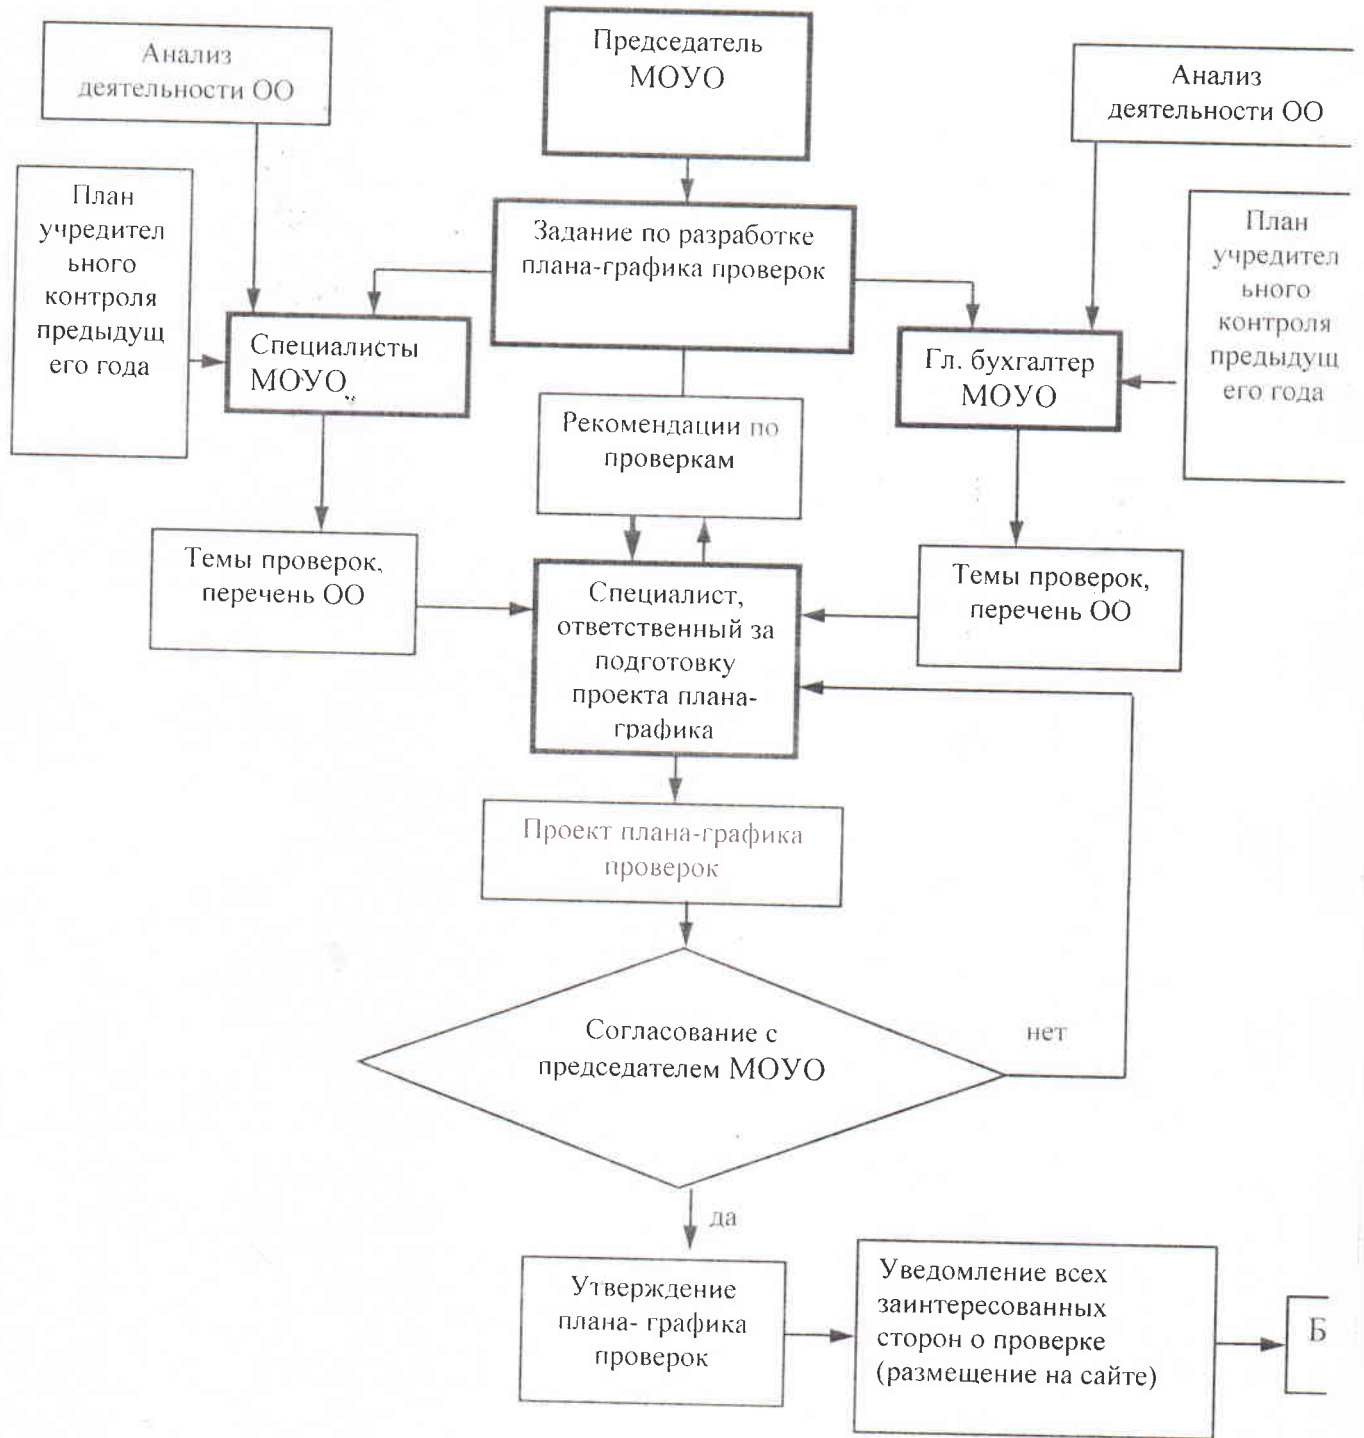 Анализ
деятельности ОО
Председатель
МОУО
Анализ
деятельности ОО
План
учредител
ьного
контроля
предыдущ
его года
Задание по разработке
плана-графика проверок
План
учредител
ьного
контроля
предыдущ
его года
Специалисты
МОУО
Гл. бухгалтер
МОУО
Рекомендации по
проверкам
Темы проверок,
перечень ОО
Специалист,
ответственный за
подготовку
проекта плана-
графика
Темы проверок,
перечень ОО
Проект плана-графика
проверок
Согласование с
председателем МОУО
нет
да
Утверждение
плана- графика
проверок
Уведомление всех
заинтересованных
сторон о проверке
(размещение на сайте)
Б